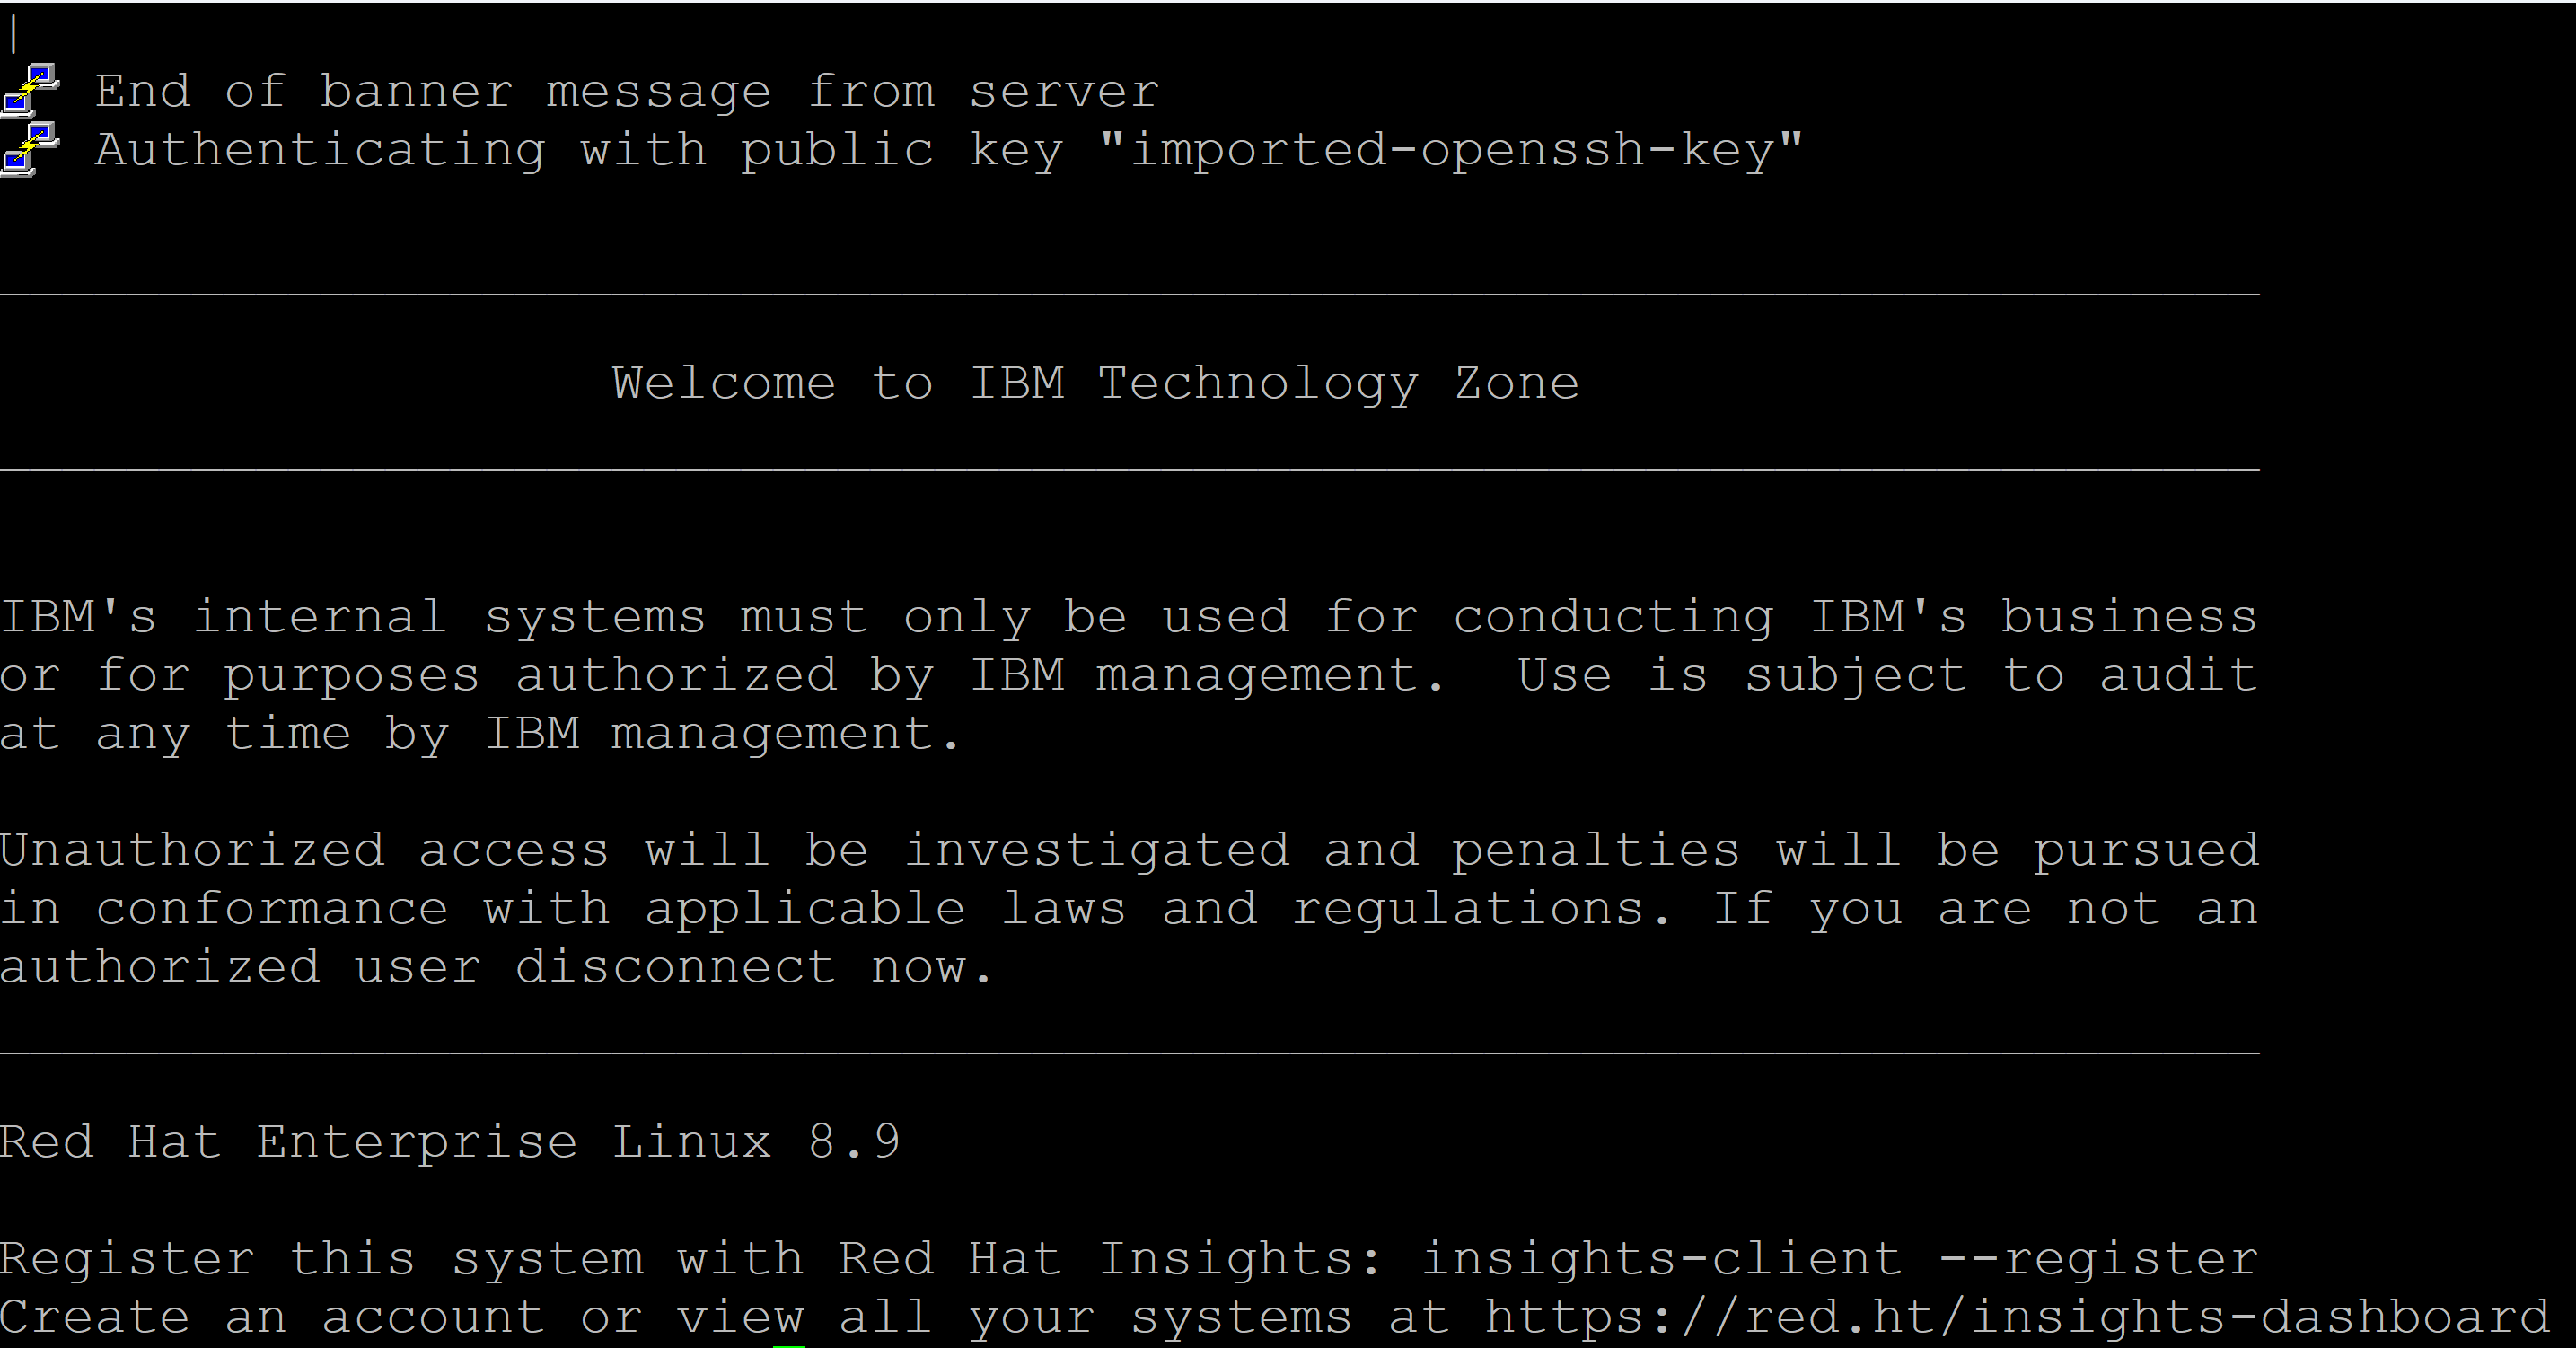 |
End of banner message from server
Authenticating with public key "imported-openssh-key"
Welcome to IBM Technology Zone
IBM's internal systems must only be used for conducting IBM's business
or for purposes authorized by IBM management.  Use is subject to audit
at any time by IBM management.
Unauthorized access will be investigated and penalties will be pursued
in conformance with applicable laws and regulations. If you are not an
authorized user disconnect now.
Red Hat Enterprise Linux 8.9
Register this system with Red Hat Insights: insights-client --register
Create an account or view all your systems at https://red.ht/insights-dashboard